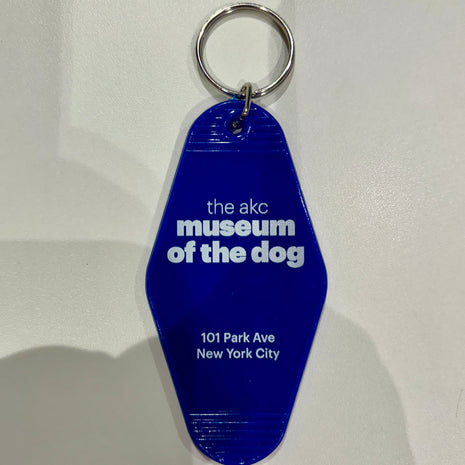 the akc
museum
of the dog
101 Park Ave
New York City